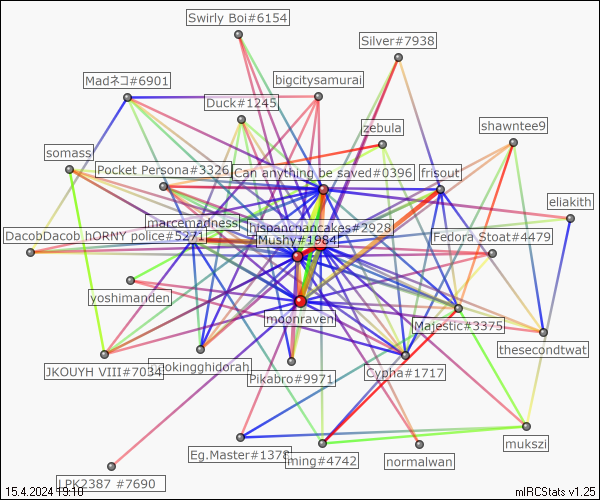 Swirly Boi#6154
Silver#7938
Madネコ#6901
bigcitysamurai
Duck#1245
zebula
shawntee9
somass
Pocket Persona#3326
Can anything be saved#0396
frisout
eliakith
marcemadness
hispanicpancakes#2928
DacobDacob hORNY police#5271
Mushy#1984
Fedora Stoat#4479
yoshimanden
moonraven
Majestic#3375
thesecondtwat
JKOUYH VIII#7034
smokingghidorah
Pikabro#9971
Cypha#1717
mukszi
Eg.Master#1378
ming#4742
normalwan
LPK2387 #7690
15.4.2024 19:10
mIRCStats v1.25